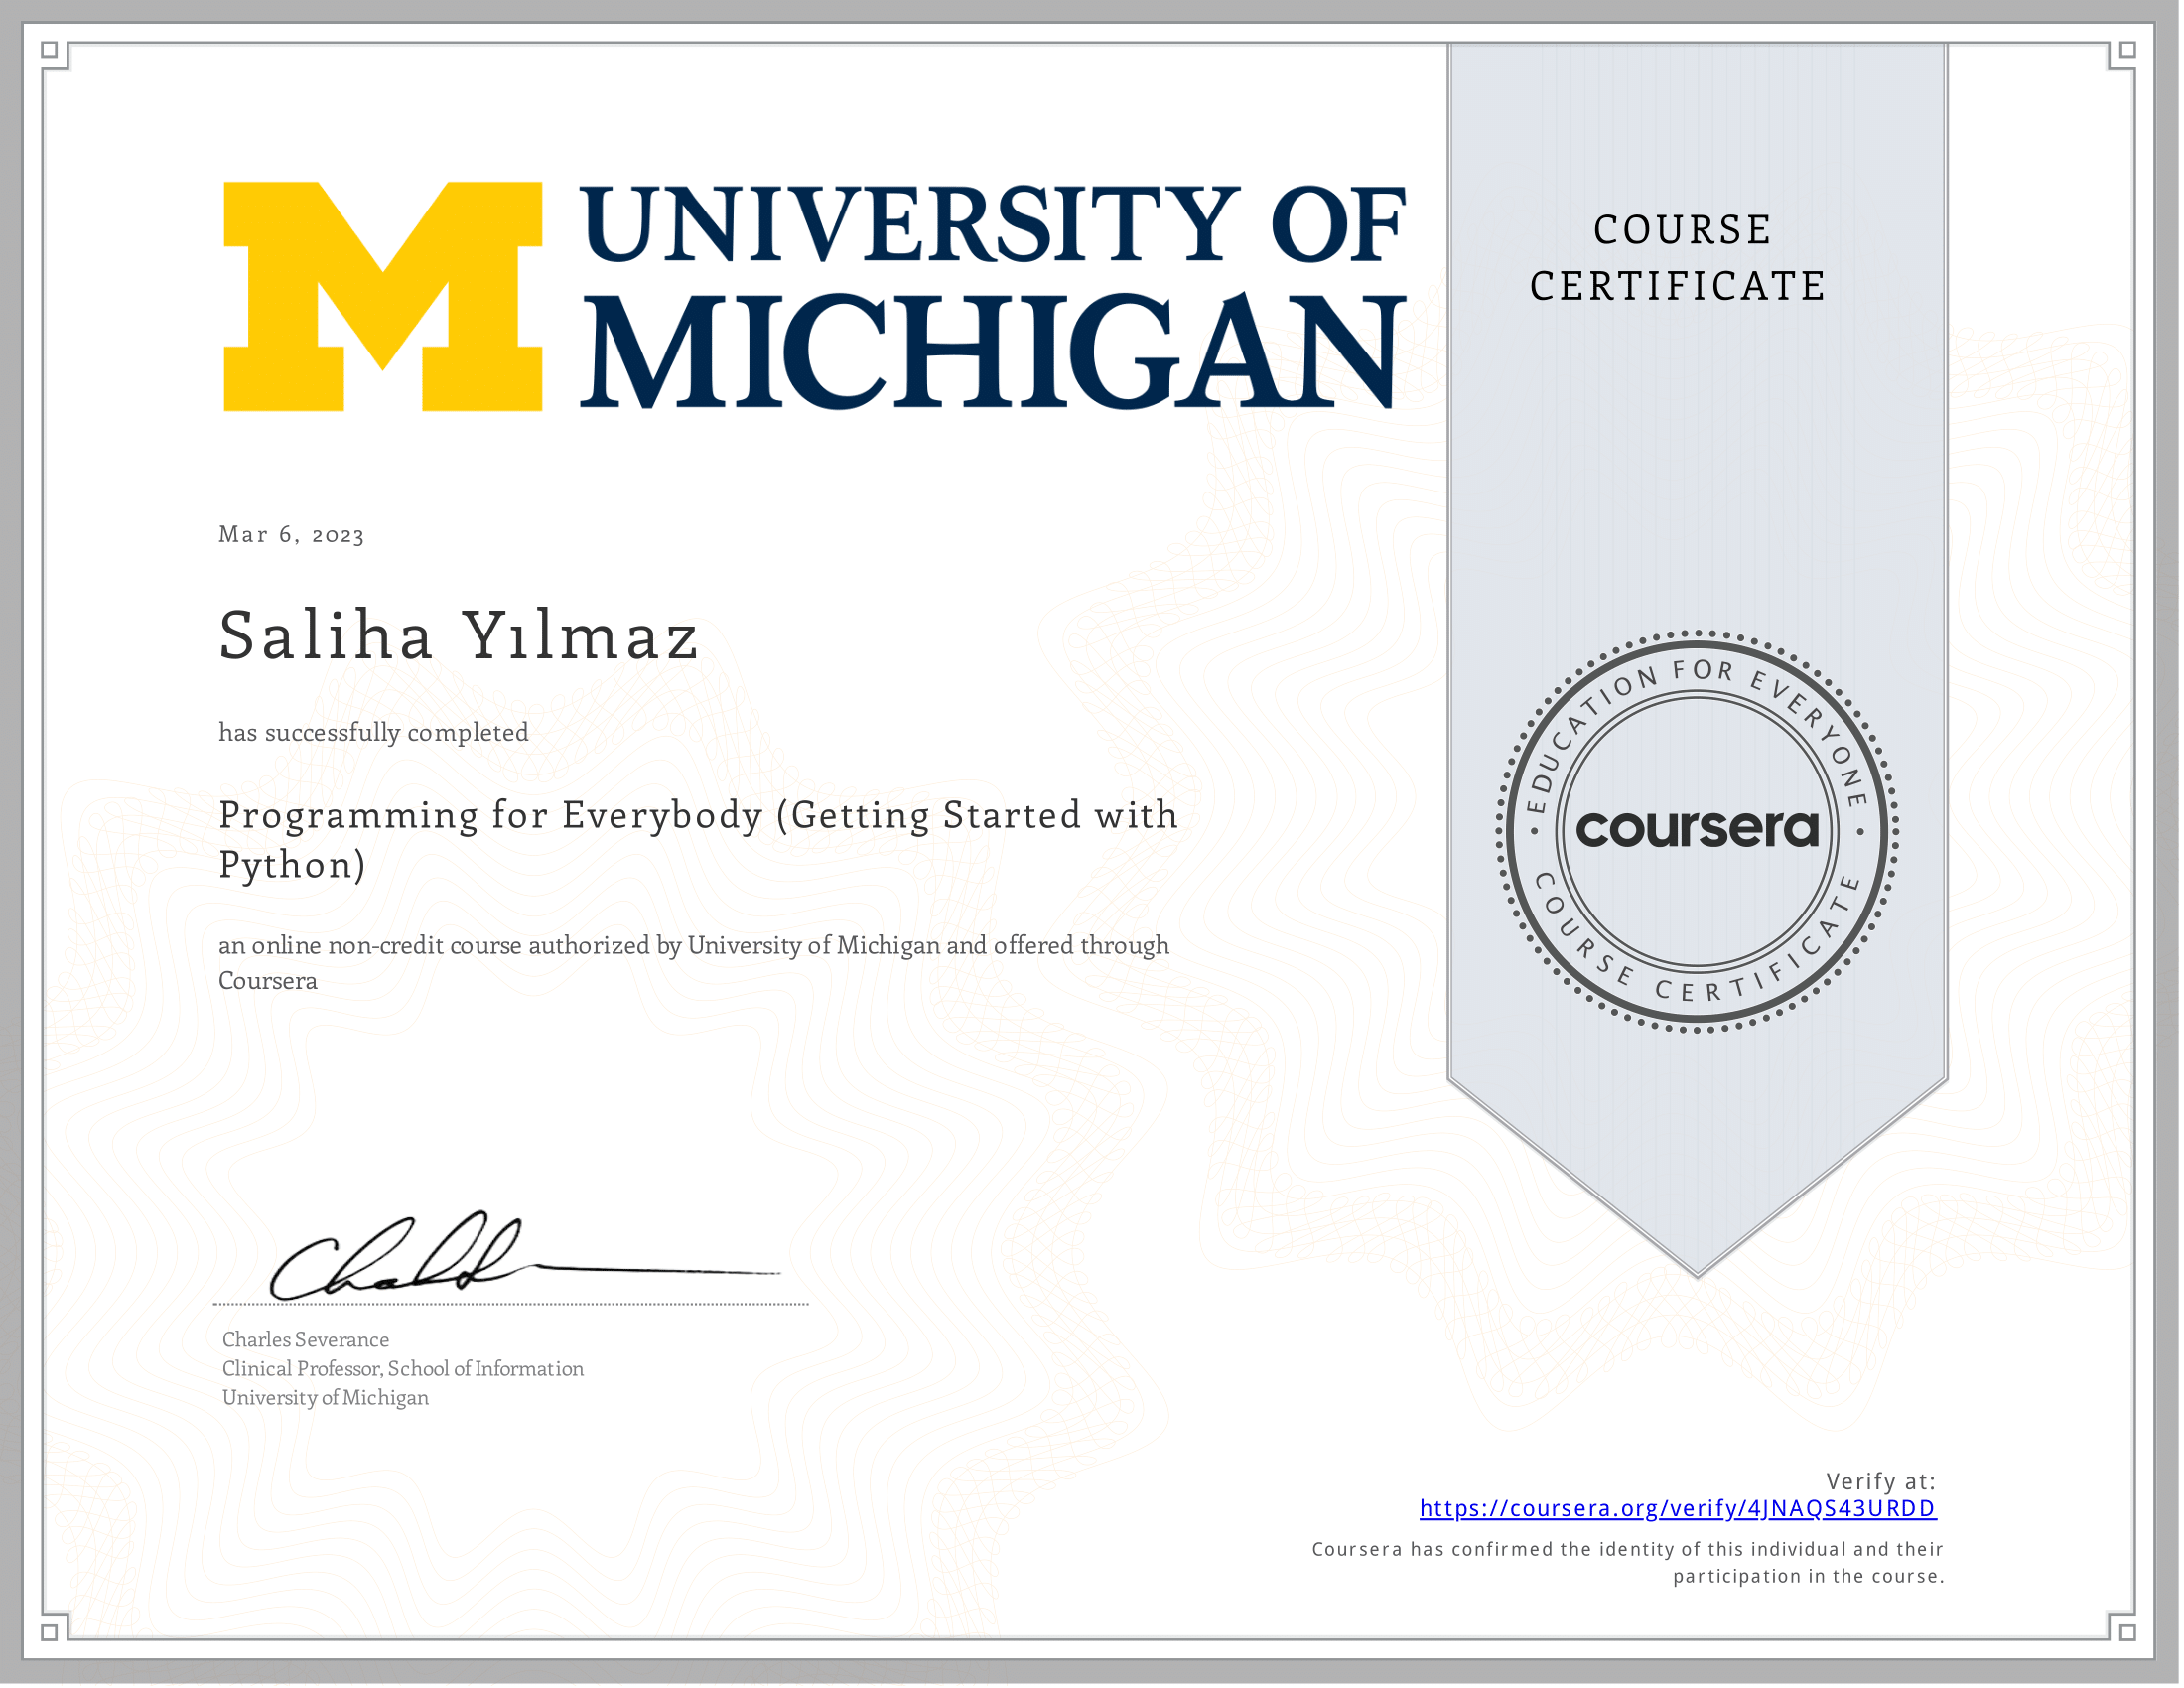 UNIVERSITY OF
MICHIGAN
COURSE
CERTIFICATE
Mar 6, 2023
Saliha Yılmaz
has successfully completed
Programming for Everybody (Getting Started with
Python)
an online non-credit course authorized by University of Michigan and offered through
Coursera
EDUCATION FOR EVERYONE
coursera
COURSE CERTIFICATE
Charles Severance
Clinical Professor, School of Information
University of Michigan
Verify at:
https://coursera.org/verify/4JNAQS43URDD
Coursera has confirmed the identity of this individual and their
participation in the course.